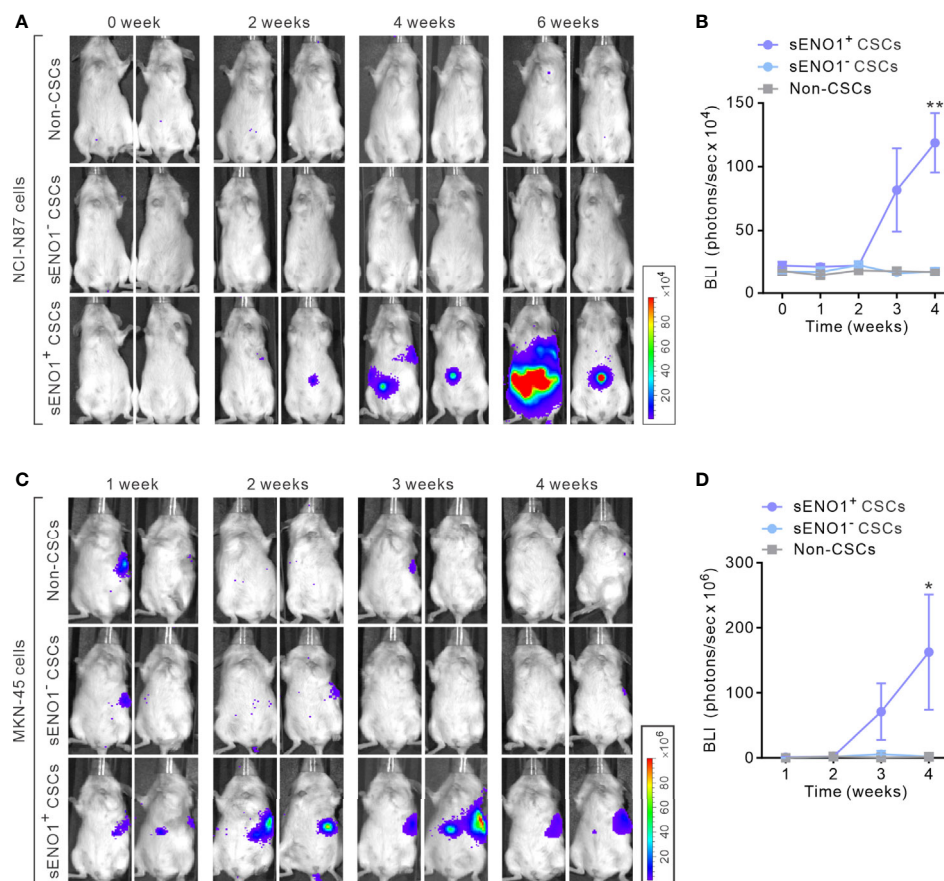 A
0 week 2 weeks 4 weeks 6 weeks
NCI-N87 cells
Non-CSCs
sENO1⁻ CSCs
sENO1⁺ CSCs
×10⁴
80
60
40
20
B
sENO1⁺ CSCs
sENO1⁻ CSCs
Non-CSCs
BLI (photons/sec x 10⁴)
150
100
50
0
**
0 1 2 3 4
Time (weeks)
C
1 week 2 weeks 3 weeks 4 weeks
MKN-45 cells
Non-CSCs
sENO1⁻ CSCs
sENO1⁺ CSCs
×10⁶
80
60
40
20
D
sENO1⁺ CSCs
sENO1⁻ CSCs
Non-CSCs
BLI (photons/sec x 10⁶)
300
200
100
0
*
1 2 3 4
Time (weeks)